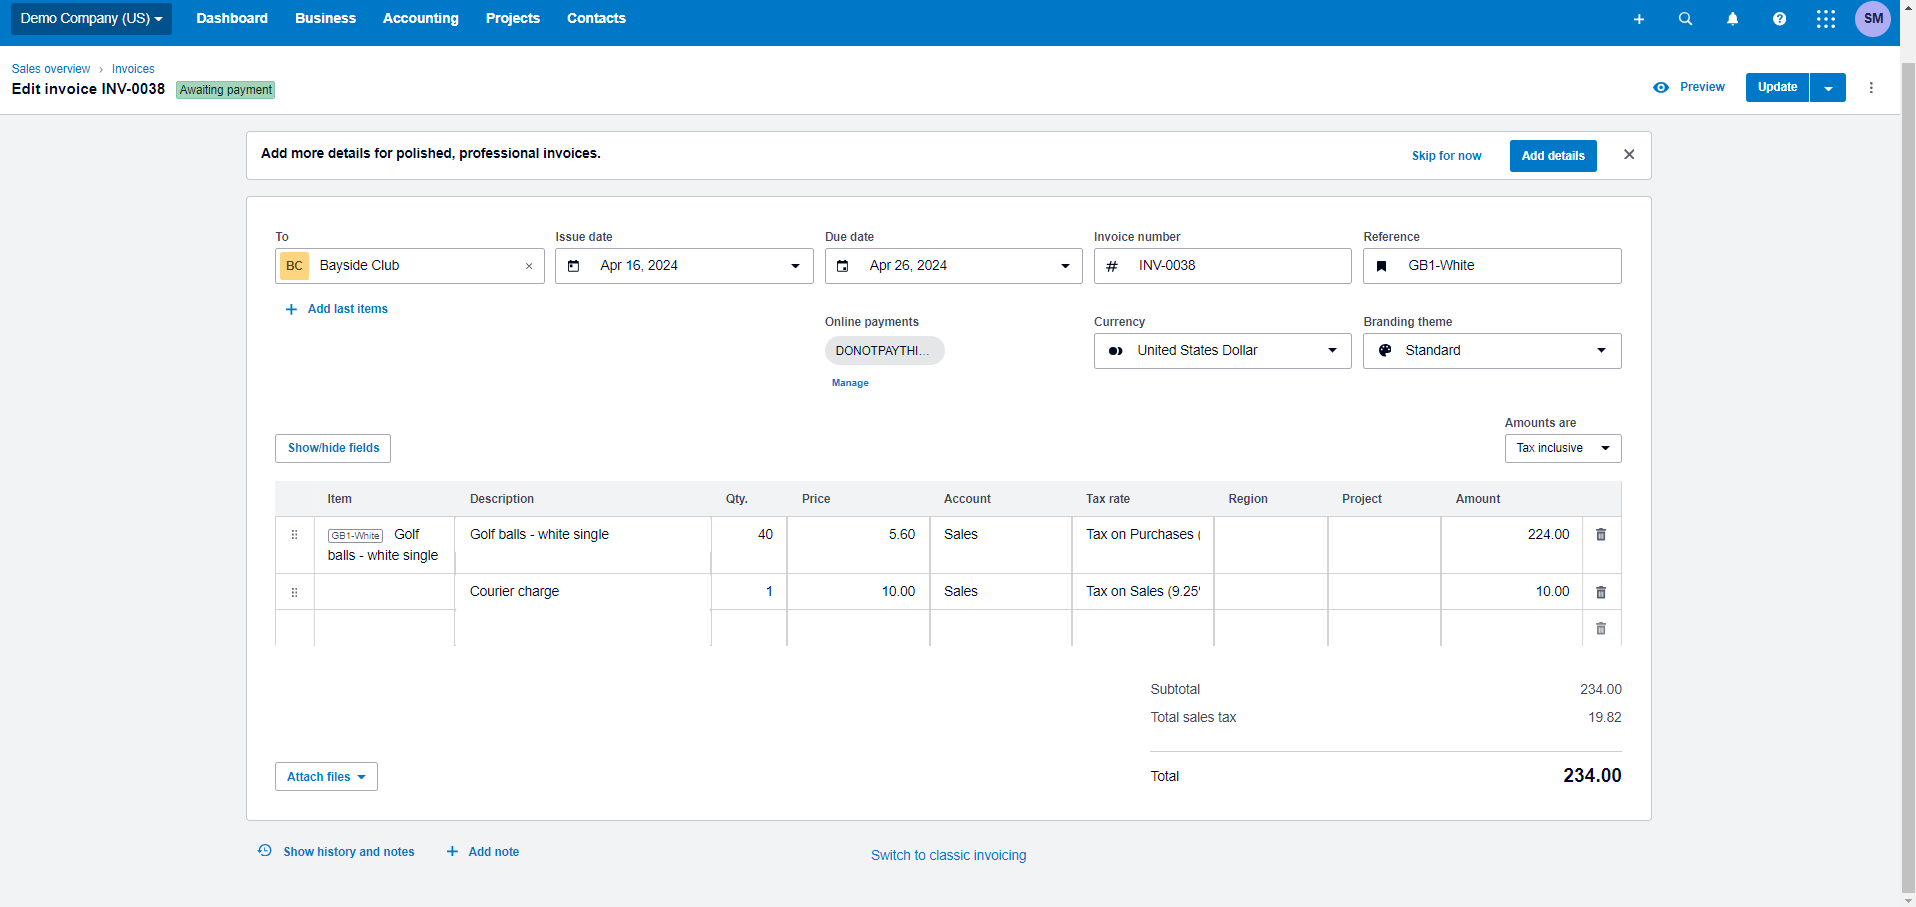 Demo Company (US) Dashboard Business Accounting Projects Contacts SM
Sales overview › Invoices
Edit invoice INV-0038 Awaiting payment Preview Update
Add more details for polished, professional invoices. Skip for now Add details
To Issue date Due date Invoice number Reference
BC Bayside Club Apr 16, 2024 Apr 26, 2024 # INV-0038 GB1-White
Add last items
Online payments Currency Branding theme
DONOTPAYTHI... United States Dollar Standard
Manage
Amounts are
Show/hide fields Tax inclusive
Item Description Qty. Price Account Tax rate Region Project Amount
GB1-White Golf Golf balls - white single 40 5.60 Sales Tax on Purchases ( 224.00
balls - white single
Courier charge 1 10.00 Sales Tax on Sales (9.25% 10.00
Subtotal 234.00
Total sales tax 19.82
Attach files Total 234.00
Show history and notes Add note Switch to classic invoicing